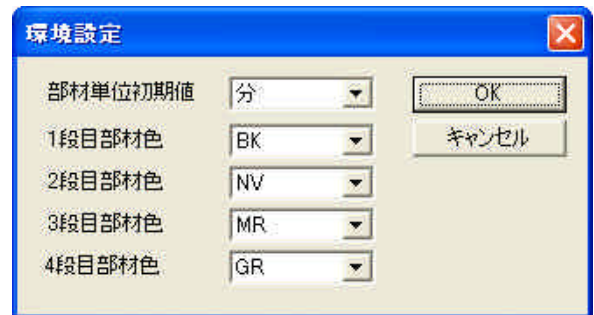 環境設定
部材単位初期値 分 OK
1段目部材色 BK キャンセル
2段目部材色 NV
3段目部材色 MR
4段目部材色 GR